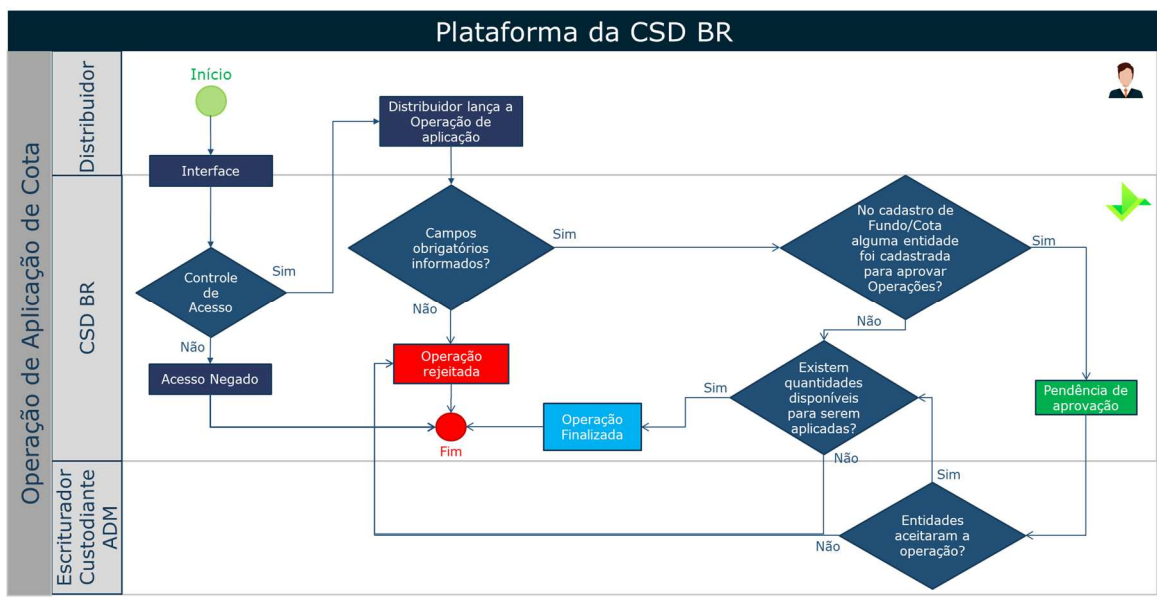 Plataforma da CSD BR
Operação de Aplicação de Cota
Distribuidor
Início
Interface
Distribuidor lança a
Operação de
aplicação
CSD BR
Controle
de
Acesso
Sim
Não
Acesso Negado
Campos
obrigatórios
informados?
Sim
Não
Operação
rejeitada
Fim
No cadastro de
Fundo/Cota
alguma entidade
foi cadastrada
para aprovar
Operações?
Sim
Não
Existem
quantidades
disponíveis
para serem
aplicadas?
Sim
Não
Operação
Finalizada
Pendência de
aprovação
Escriturador
Custodiante
ADM
Entidades
aceitaram a
operação?
Sim
Não